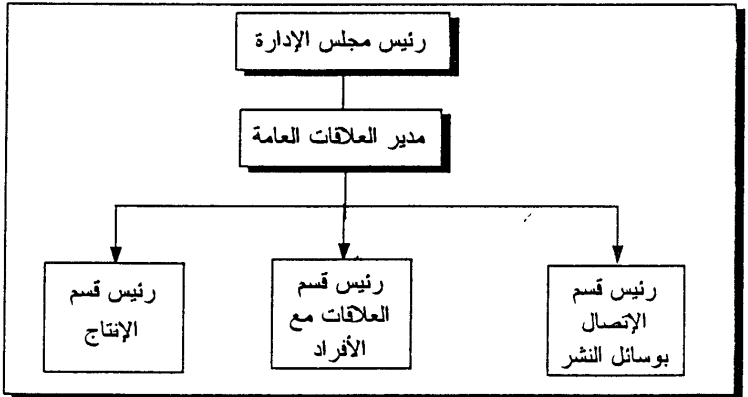 رئيس مجلس الإدارة
مدير العلاقات العامة
رئيس قسم
الإتصال
بوسائل النشر
رئيس قسم
العلاقات مع
الأفراد
رئيس قسم
الإنتاج